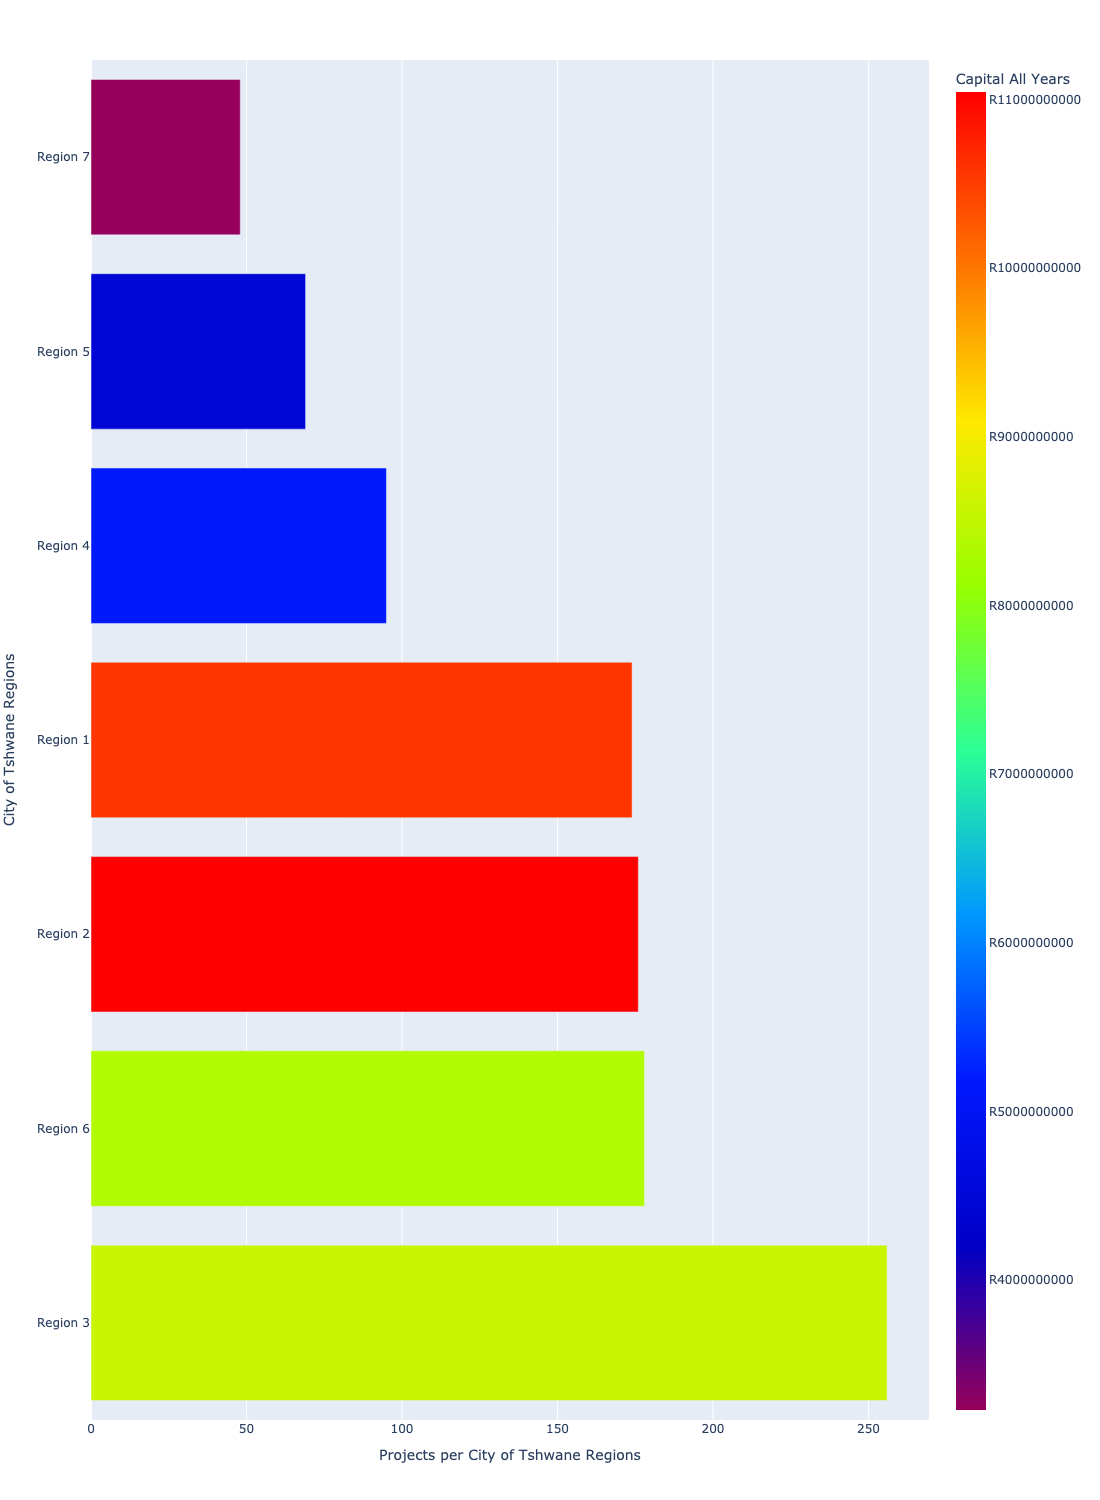 Capital All Years
R11000000000
R10000000000
R9000000000
R8000000000
R7000000000
R6000000000
R5000000000
R4000000000
Region 7
Region 5
Region 4
Region 1
Region 2
Region 6
Region 3
City of Tshwane Regions
0 50 100 150 200 250
Projects per City of Tshwane Regions